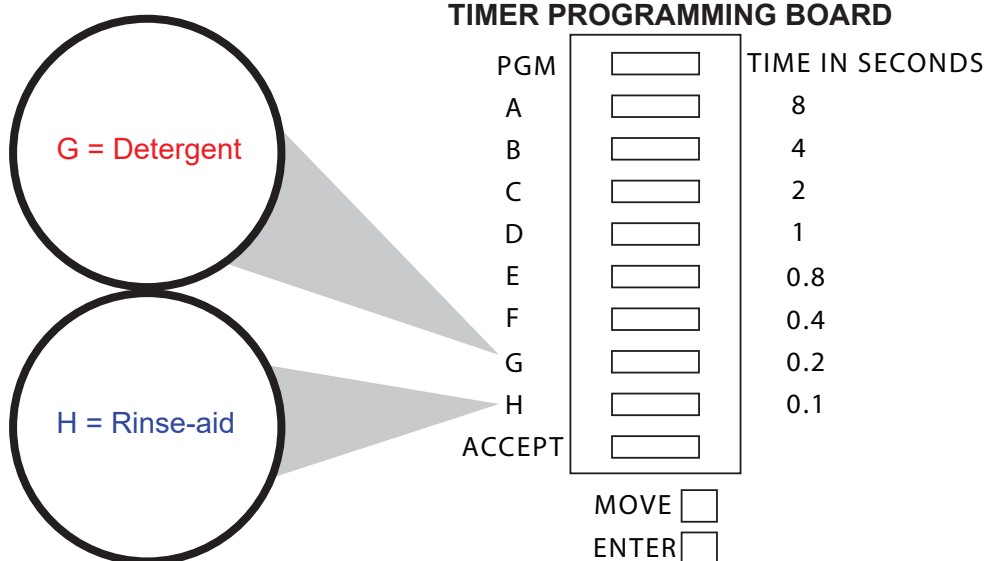 TIMER PROGRAMMING BOARD
PGM TIME IN SECONDS
A 8
B 4
C 2
D 1
E 0.8
F 0.4
G 0.2
H 0.1
ACCEPT
MOVE
ENTER
G = Detergent
H = Rinse-aid